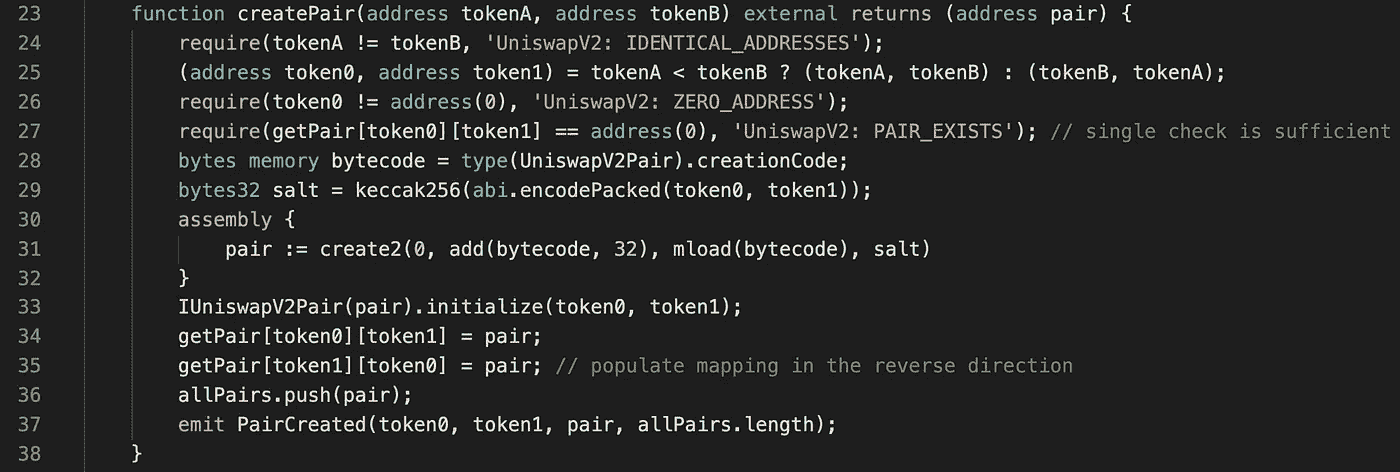 23 function createPair(address tokenA, address tokenB) external returns (address pair) {
24 require(tokenA != tokenB, 'UniswapV2: IDENTICAL_ADDRESSES');
25 (address token0, address token1) = tokenA < tokenB ? (tokenA, tokenB) : (tokenB, tokenA);
26 require(token0 != address(0), 'UniswapV2: ZERO_ADDRESS');
27 require(getPair[token0][token1] == address(0), 'UniswapV2: PAIR_EXISTS'); // single check is sufficient
28 bytes memory bytecode = type(UniswapV2Pair).creationCode;
29 bytes32 salt = keccak256(abi.encodePacked(token0, token1));
30 assembly {
31 pair := create2(0, add(bytecode, 32), mload(bytecode), salt)
32 }
33 IUniswapV2Pair(pair).initialize(token0, token1);
34 getPair[token0][token1] = pair;
35 getPair[token1][token0] = pair; // populate mapping in the reverse direction
36 allPairs.push(pair);
37 emit PairCreated(token0, token1, pair, allPairs.length);
38 }